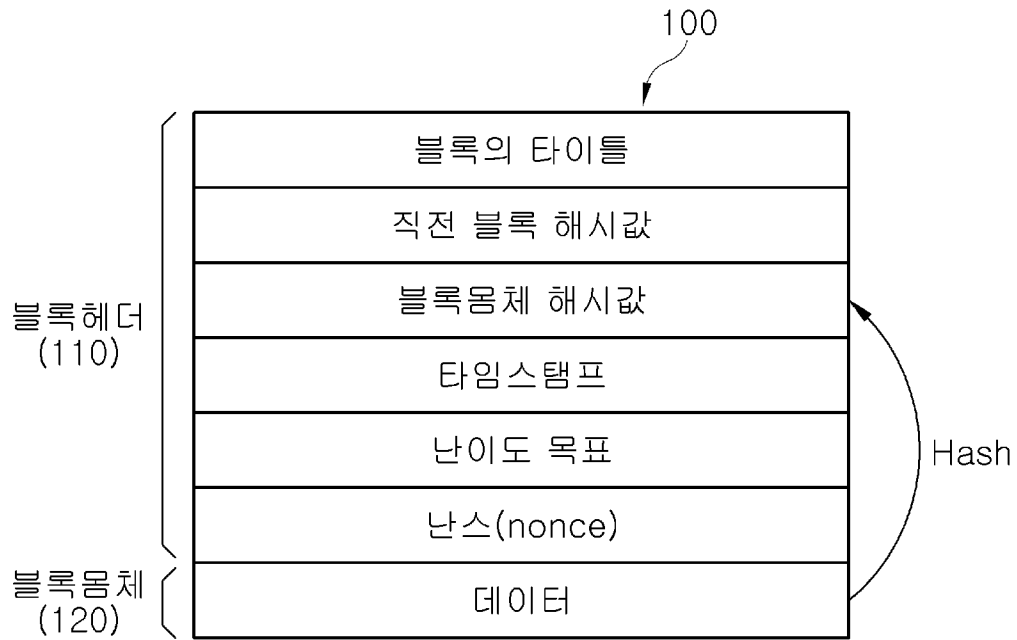 100
블록의 타이틀
직전 블록 해시값
블록몸체 해시값
블록헤더
(110)
타임스탬프
난이도 목표
Hash
난스(nonce)
블록몸체
(120)
데이터